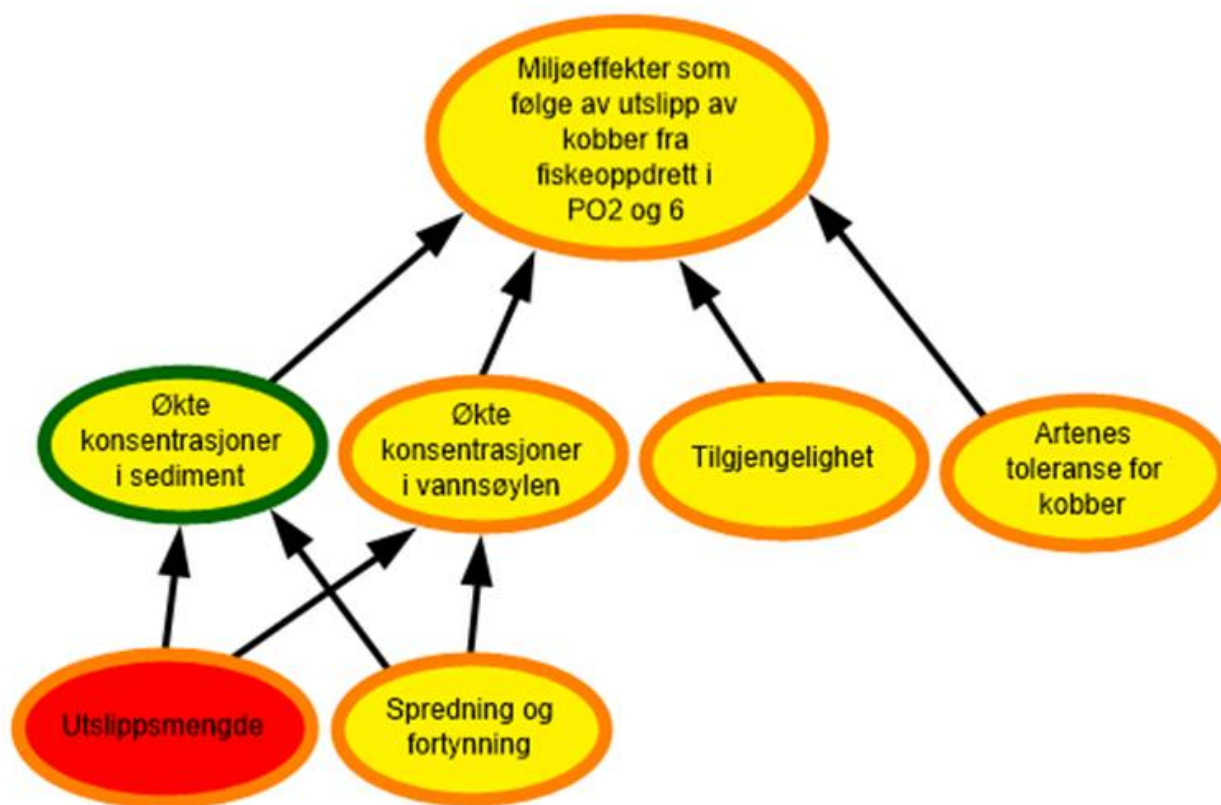 Miljøeffekter som
følge av utslipp av
kobber fra
fiskeoppdrett i
PO2 og 6
Økte
konsentrasjoner
i sediment
Økte
konsentrasjoner
i vannsøylen
Tilgjengelighet
Artenes
toleranse for
kobber
Utslippsmengde
Spredning og
fortynning